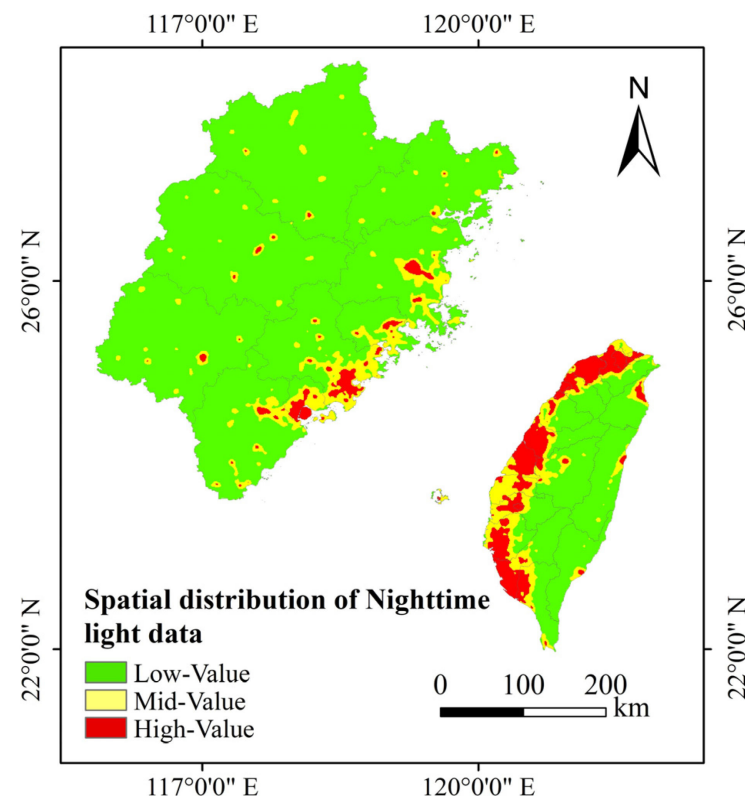 117°0'0" E 120°0'0" E
N
26°0'0" N 26°0'0" N
Spatial distribution of Nighttime
light data
Low-Value
Mid-Value
High-Value
0 100 200
km
22°0'0" N 22°0'0" N
117°0'0" E 120°0'0" E